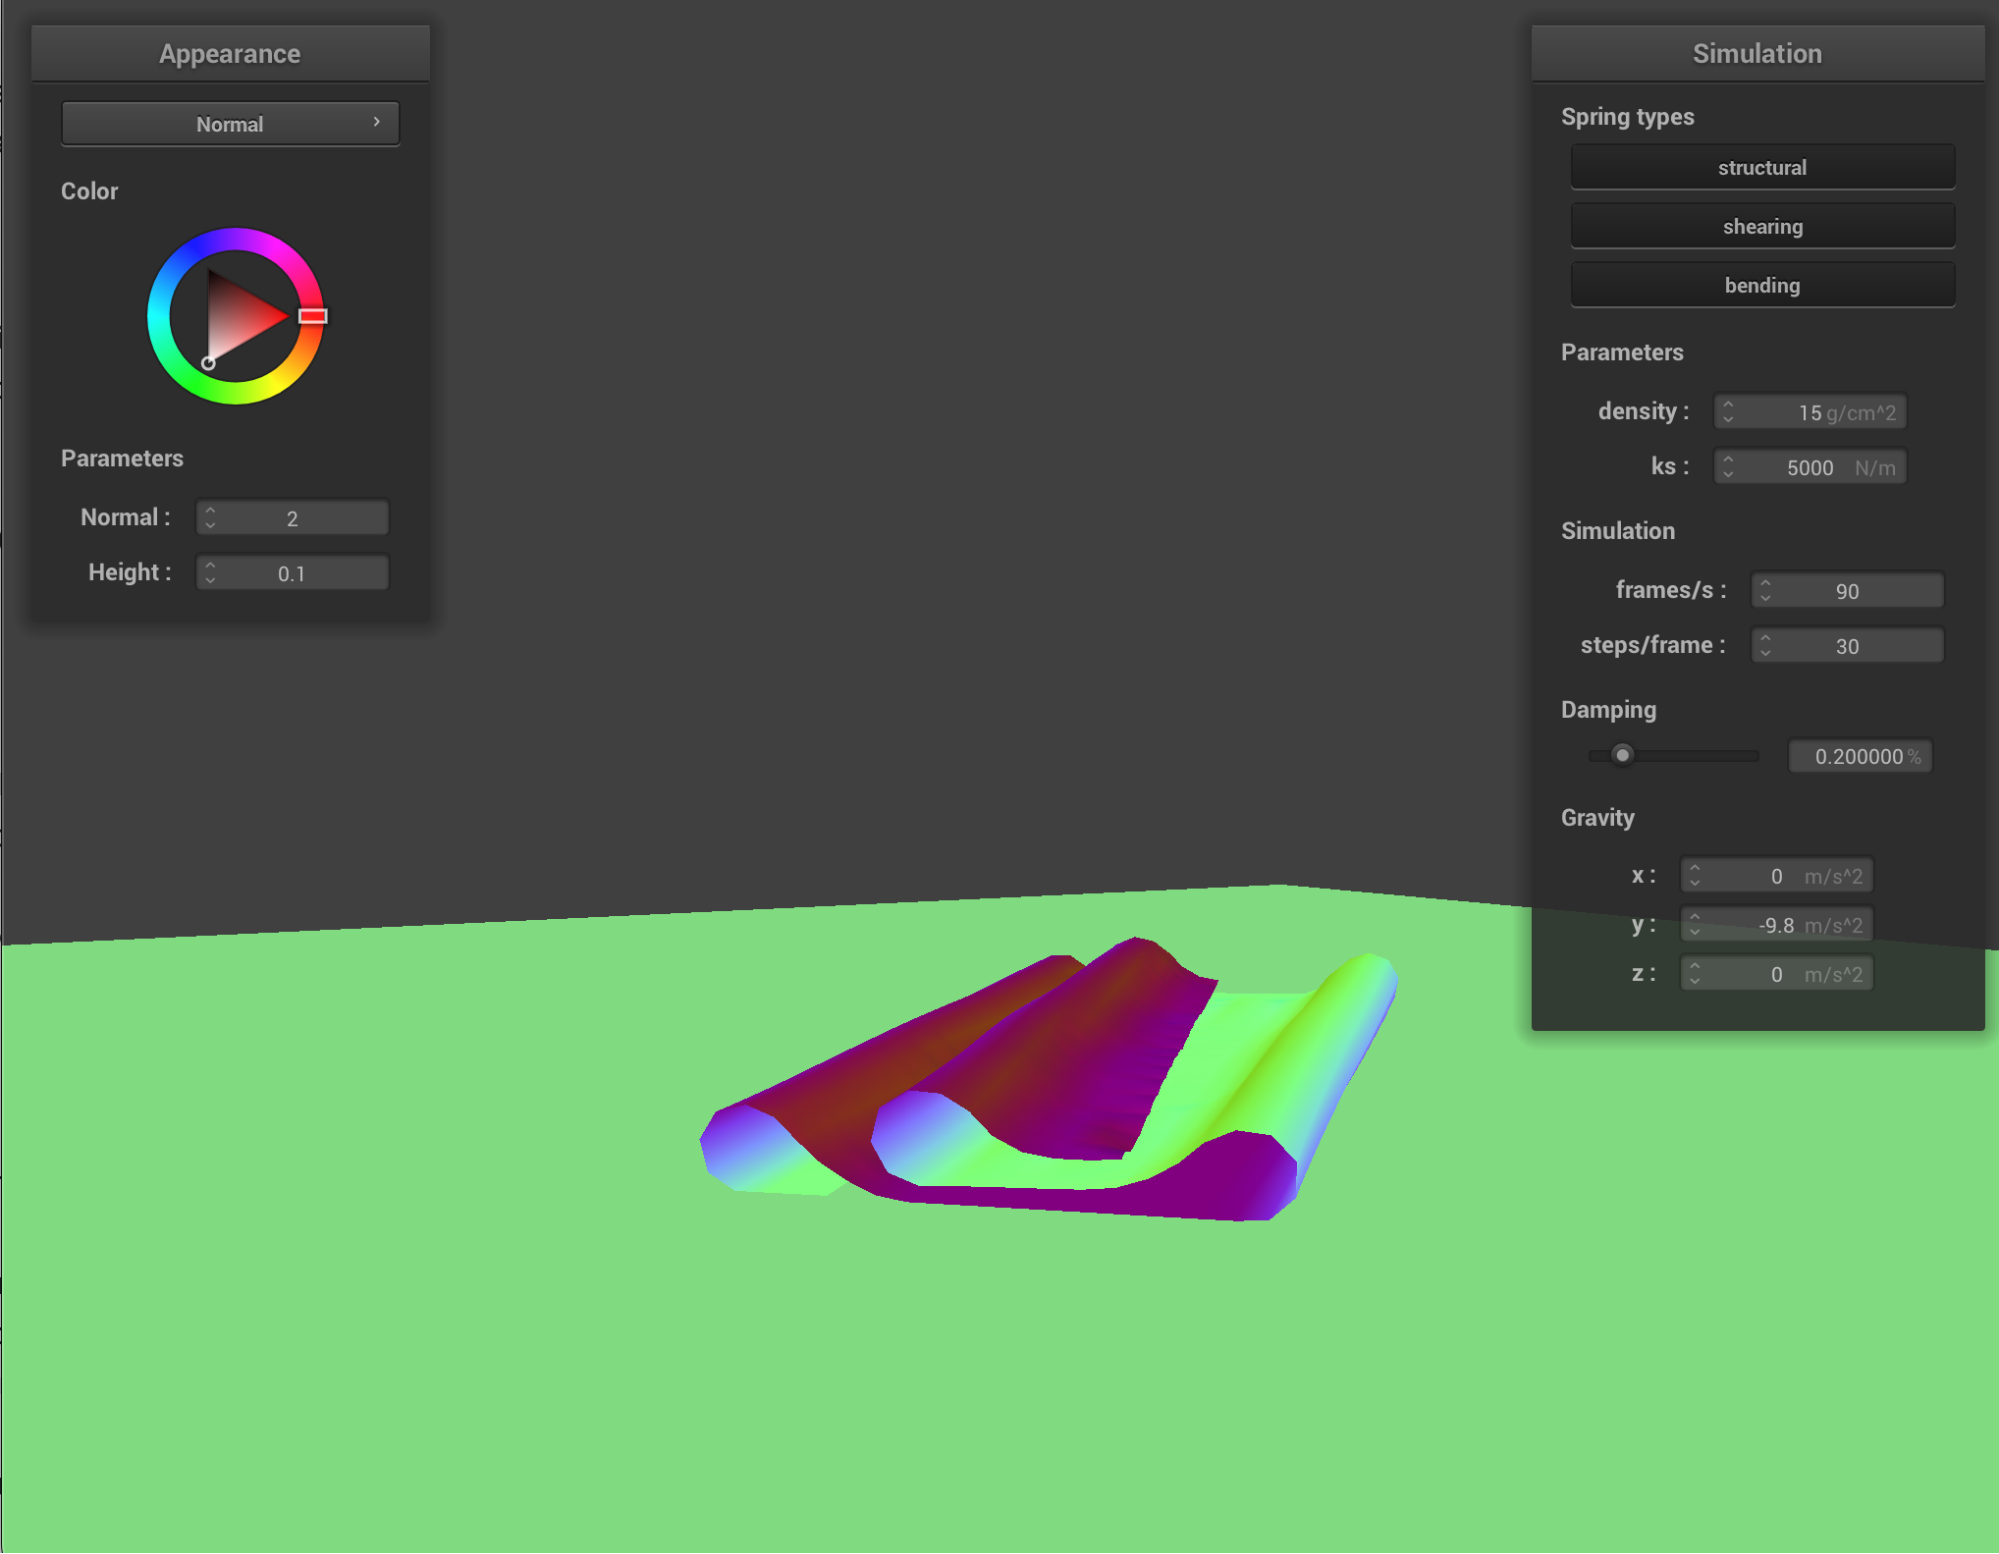 Appearance
Normal
Color
Parameters
Normal : 2
Height : 0.1
Simulation
Spring types
structural
shearing
bending
Parameters
density : 15 g/cm^2
ks : 5000 N/m
Simulation
frames/s : 90
steps/frame : 30
Damping
0.200000 %
Gravity
x : 0 m/s^2
y : -9.8 m/s^2
z : 0 m/s^2